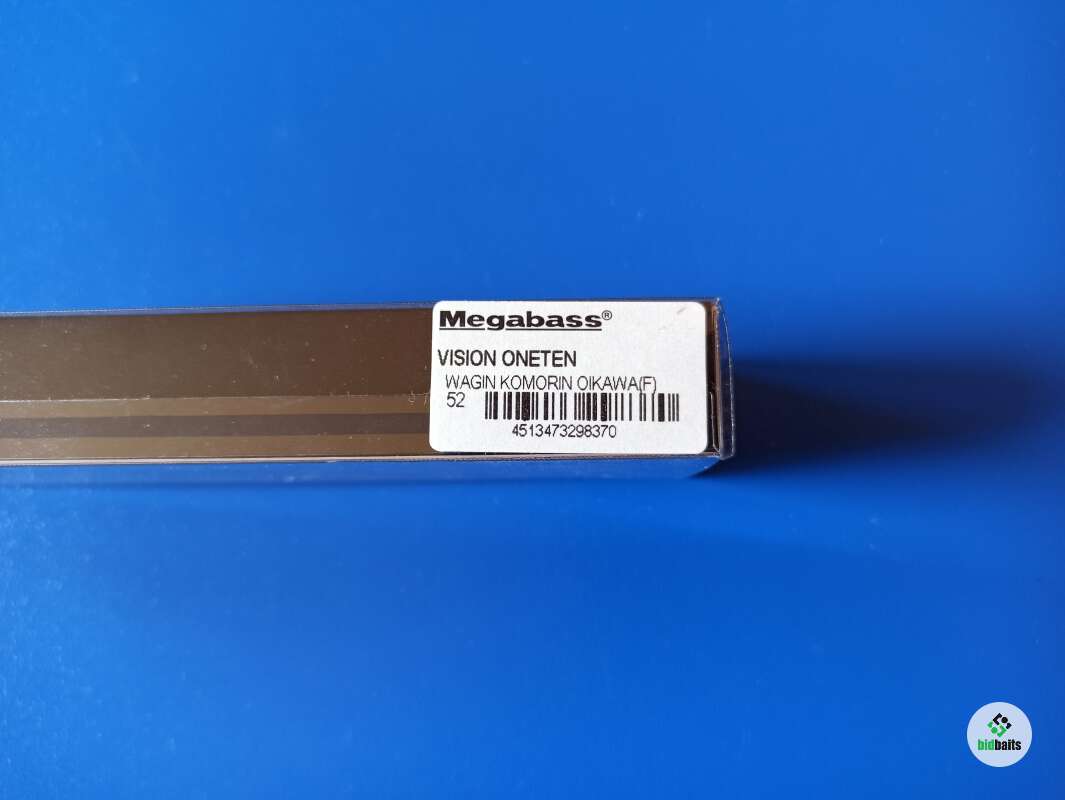 Megabass®
VISION ONETEN
WAGIN KOMORIN OIKAWA(F)
52
4513473298370
bidbaits